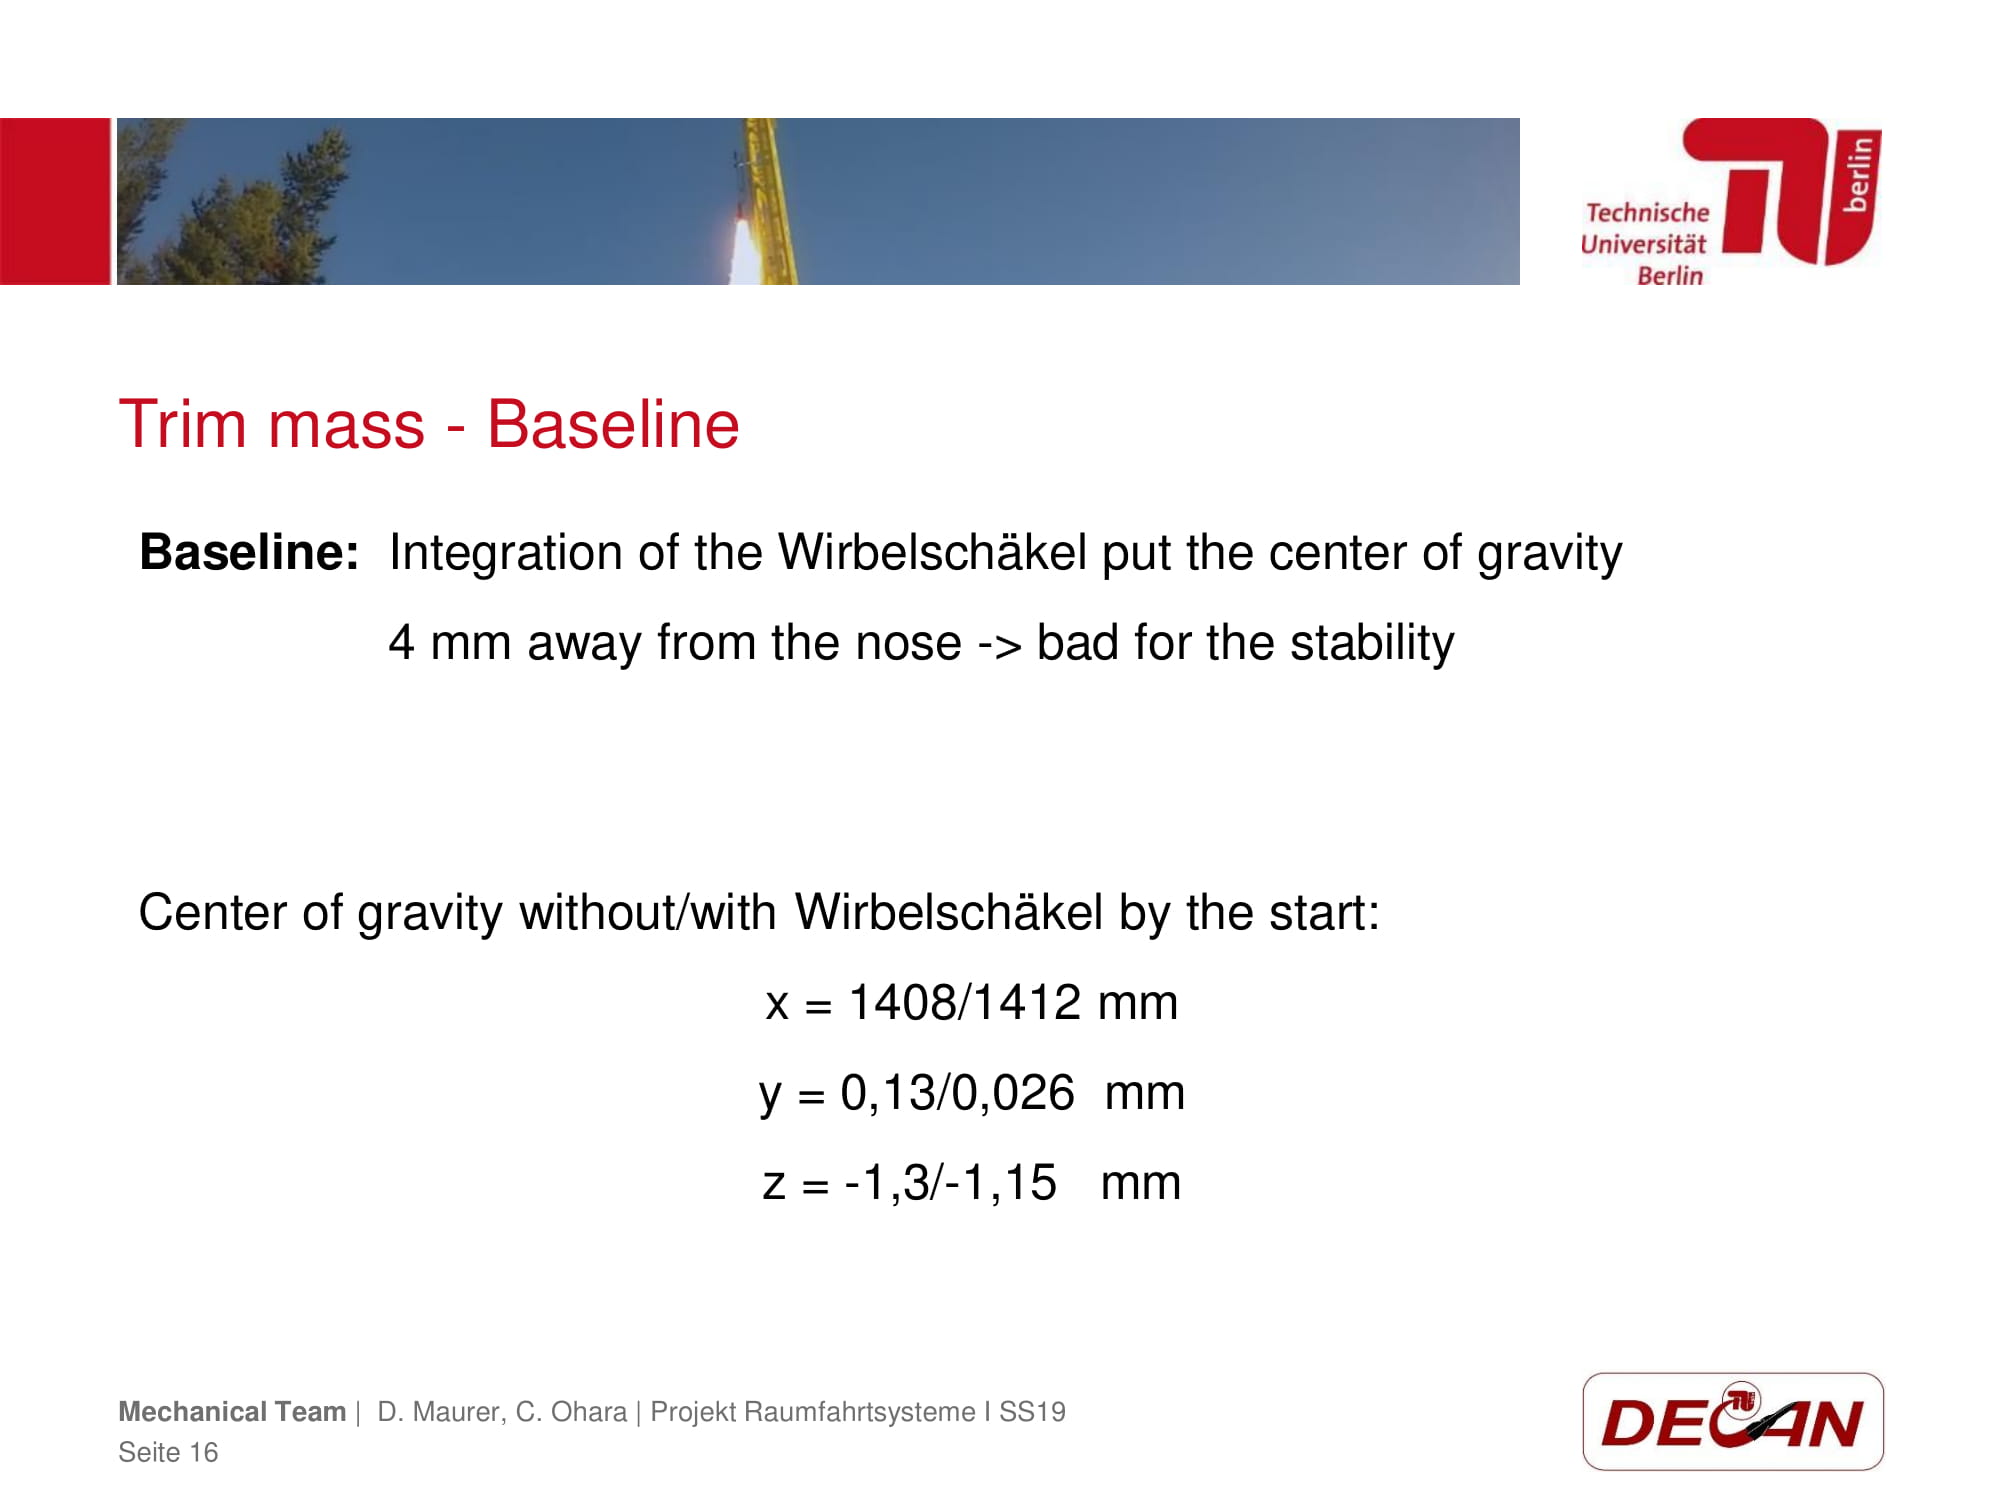 Technische
Universität
Berlin
berlin
Trim mass - Baseline
Baseline: Integration of the Wirbelschäkel put the center of gravity
4 mm away from the nose -> bad for the stability
Center of gravity without/with Wirbelschäkel by the start:
x = 1408/1412 mm
y = 0,13/0,026 mm
z = -1,3/-1,15 mm
Mechanical Team | D. Maurer, C. Ohara | Projekt Raumfahrtsysteme I SS19
Seite 16
DECAN